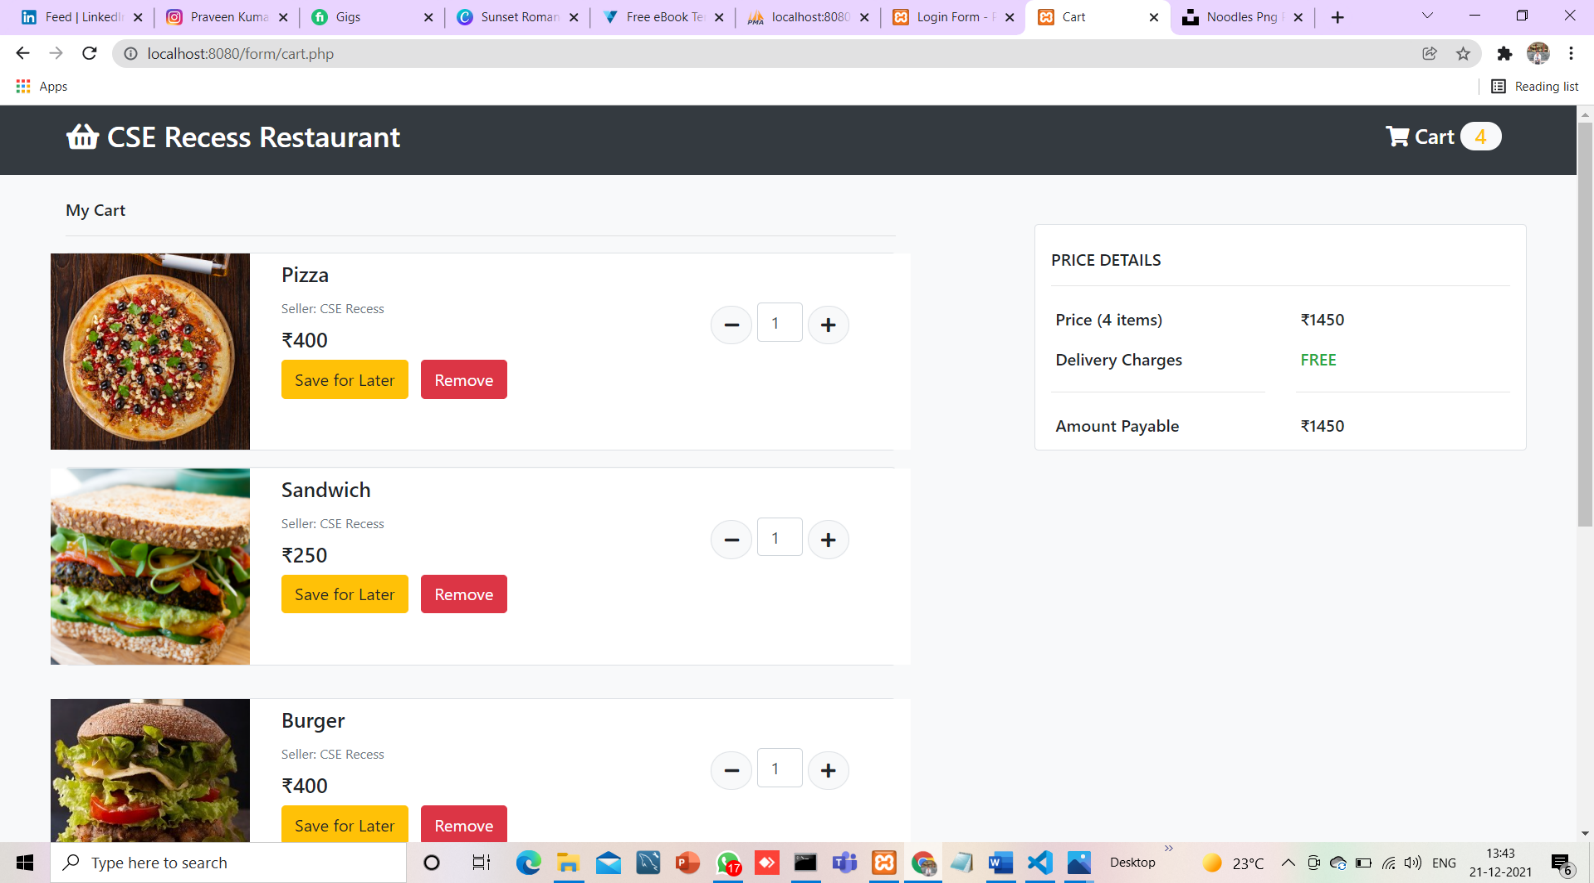 Feed | LinkedIn
Praveen Kuma
Gigs
Sunset Roman
Free eBook Te
localhost:8080
Login Form -
Cart
Noodles Png
localhost:8080/form/cart.php
Apps
Reading list
CSE Recess Restaurant
Cart 4
My Cart
Pizza
Seller: CSE Recess
₹400
Save for Later Remove
1
Sandwich
Seller: CSE Recess
₹250
Save for Later Remove
1
Burger
Seller: CSE Recess
₹400
Save for Later Remove
1
PRICE DETAILS
Price (4 items) ₹1450
Delivery Charges FREE
Amount Payable ₹1450
Type here to search
17
Desktop
23°C
ENG
13:43
21-12-2021
6